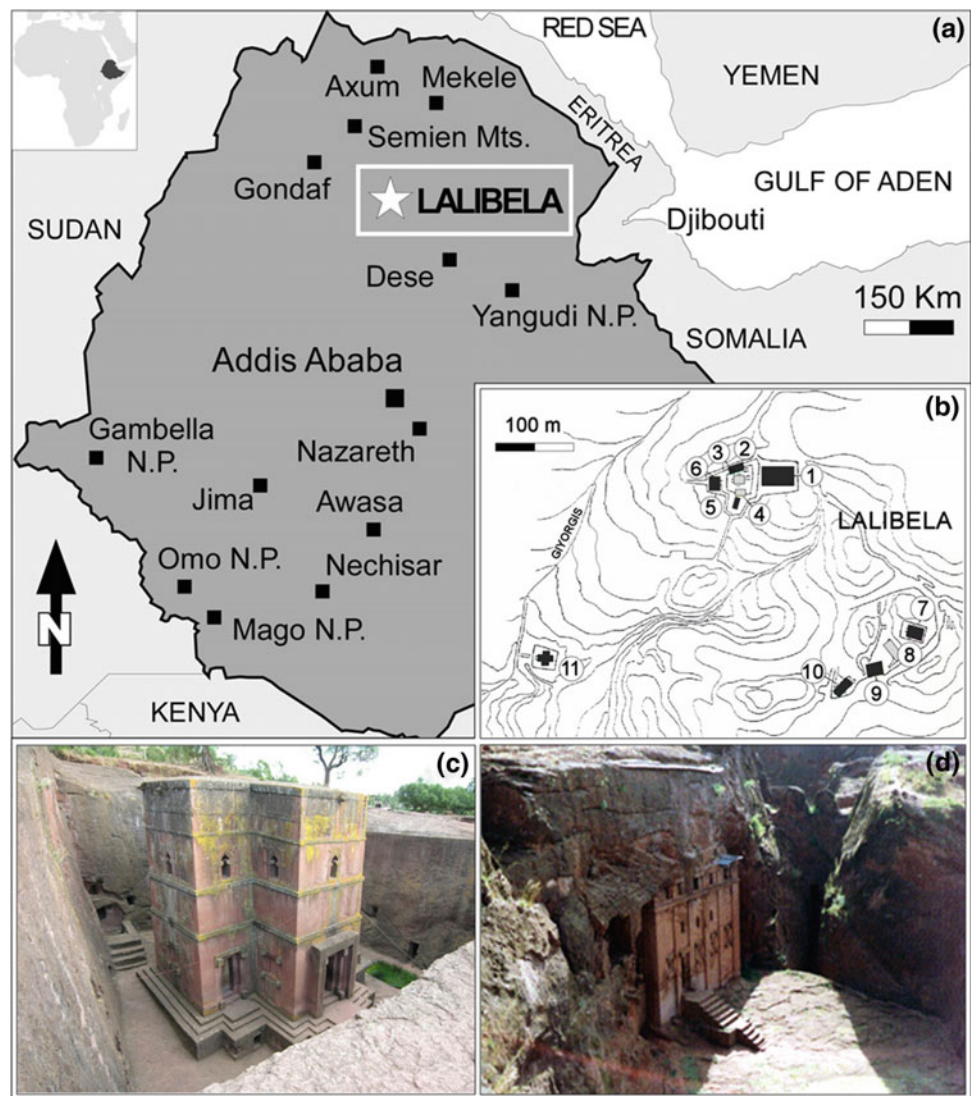 (a)
RED SEA
YEMEN
Axum
Mekele
ERITREA
Semien Mts.
Gondaf
GULF OF ADEN
LALIBELA
SUDAN
Djibouti
Dese
150 Km
Yangudi N.P.
SOMALIA
Addis Ababa
Gambella
N.P.
Nazareth
Jima
Awasa
Omo N.P.
Nechisar
N
Mago N.P.
KENYA
(b)
100 m
3
2
6
1
5
4
LALIBELA
GIYORGIS
7
8
11
10
9
(c)
(d)